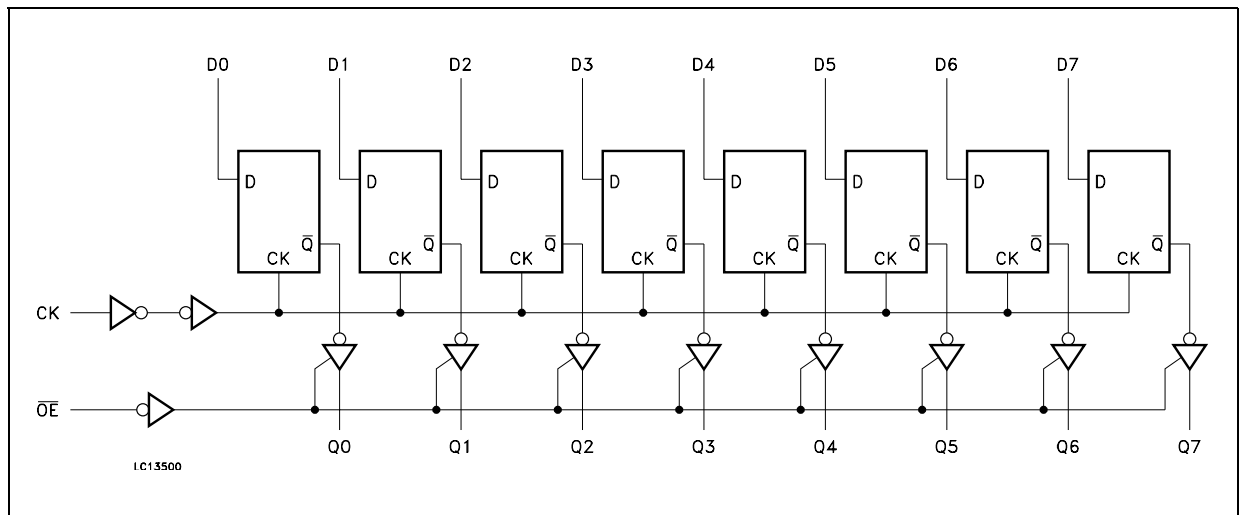 D0 D1 D2 D3 D4 D5 D6 D7
D D D D D D D D
Q̅ Q̅ Q̅ Q̅ Q̅ Q̅ Q̅ Q̅
CK CK CK CK CK CK CK CK
CK
O̅E̅
Q0 Q1 Q2 Q3 Q4 Q5 Q6 Q7
LC13500